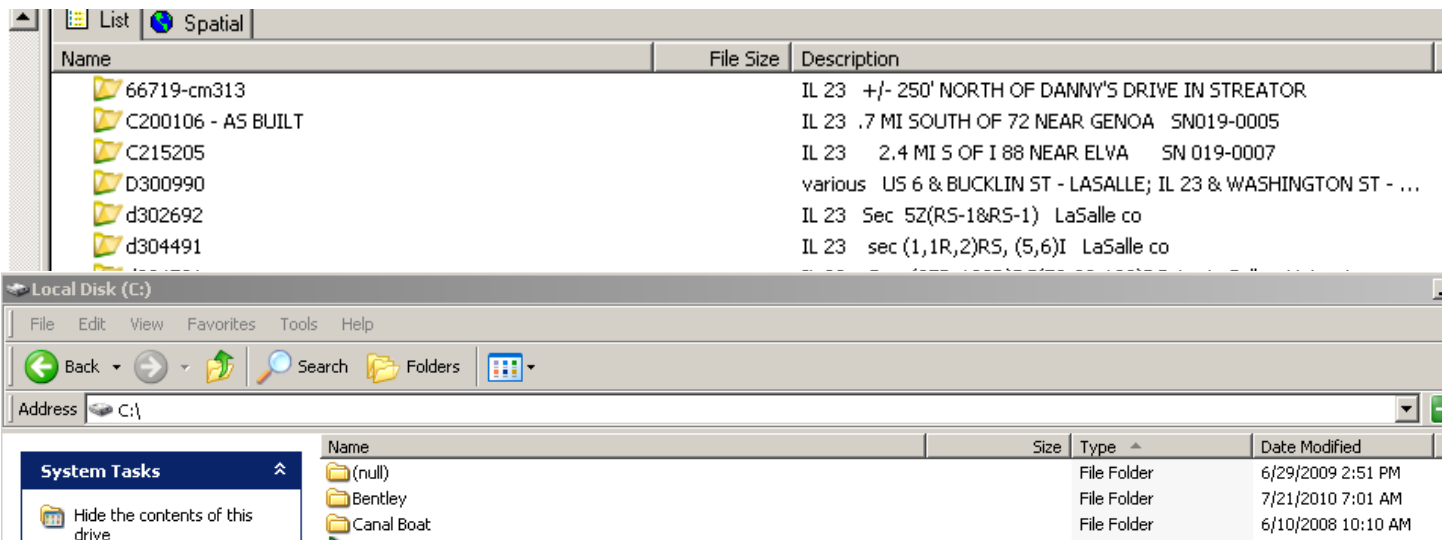 List Spatial
Name File Size Description
66719-cm313 IL 23 +/- 250' NORTH OF DANNY'S DRIVE IN STREATOR
C200106 - AS BUILT IL 23 .7 MI SOUTH OF 72 NEAR GENOA SN019-0005
C215205 IL 23 2.4 MI S OF I 88 NEAR ELVA SN 019-0007
D300990 various US 6 & BUCKLIN ST - LASALLE; IL 23 & WASHINGTON ST - ...
d302692 IL 23 Sec 5Z(RS-1&RS-1) LaSalle co
d304491 IL 23 sec (1,1R,2)RS, (5,6)I LaSalle co
Local Disk (C:)
File Edit View Favorites Tools Help
Back Search Folders
Address C:\
Name Size Type Date Modified
System Tasks
(null) File Folder 6/29/2009 2:51 PM
Bentley File Folder 7/21/2010 7:01 AM
Hide the contents of this
drive
Canal Boat File Folder 6/10/2008 10:10 AM